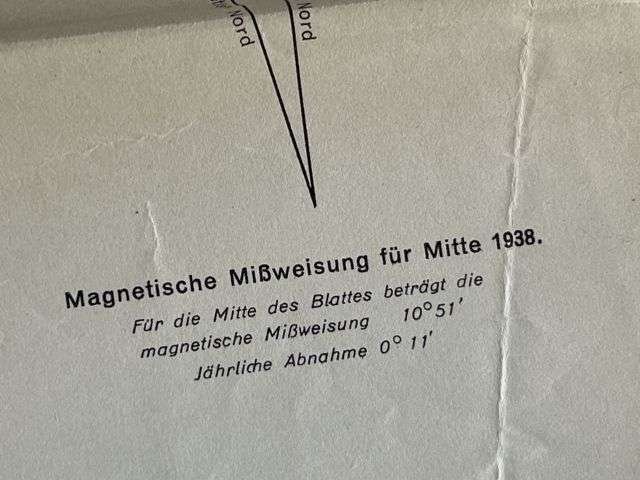 Nord
Nord
Magnetische Mißweisung für Mitte 1938.
Für die Mitte des Blattes beträgt die
magnetische Mißweisung 10° 51'
Jährliche Abnahme 0° 11'